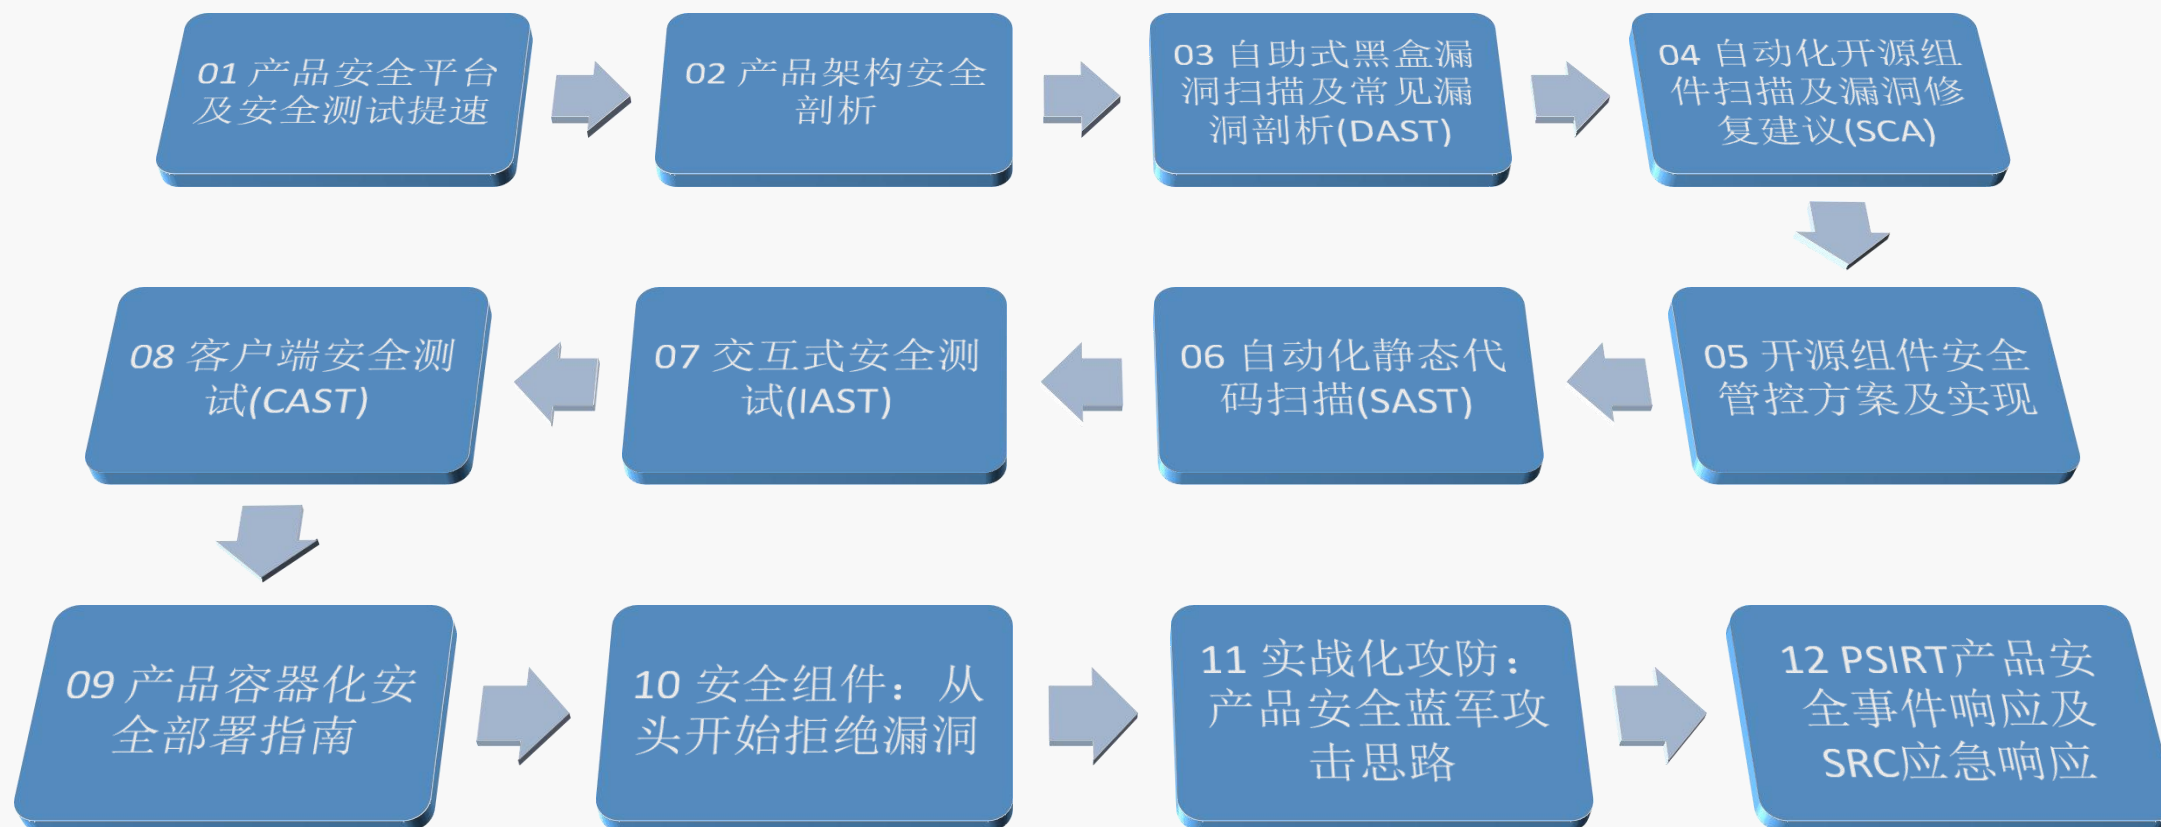 01 产品安全平台
及安全测试提速
02 产品架构安全
剖析
03 自助式黑盒漏
洞扫描及常见漏
洞剖析(DAST)
04 自动化开源组
件扫描及漏洞修
复建议(SCA)
05 开源组件安全
管控方案及实现
06 自动化静态代
码扫描(SAST)
07 交互式安全测
试(IAST)
08 客户端安全测
试(CAST)
09 产品容器化安
全部署指南
10 安全组件：从
头开始拒绝漏洞
11 实战化攻防：
产品安全蓝军攻
击思路
12 PSIRT产品安
全事件响应及
SRC应急响应